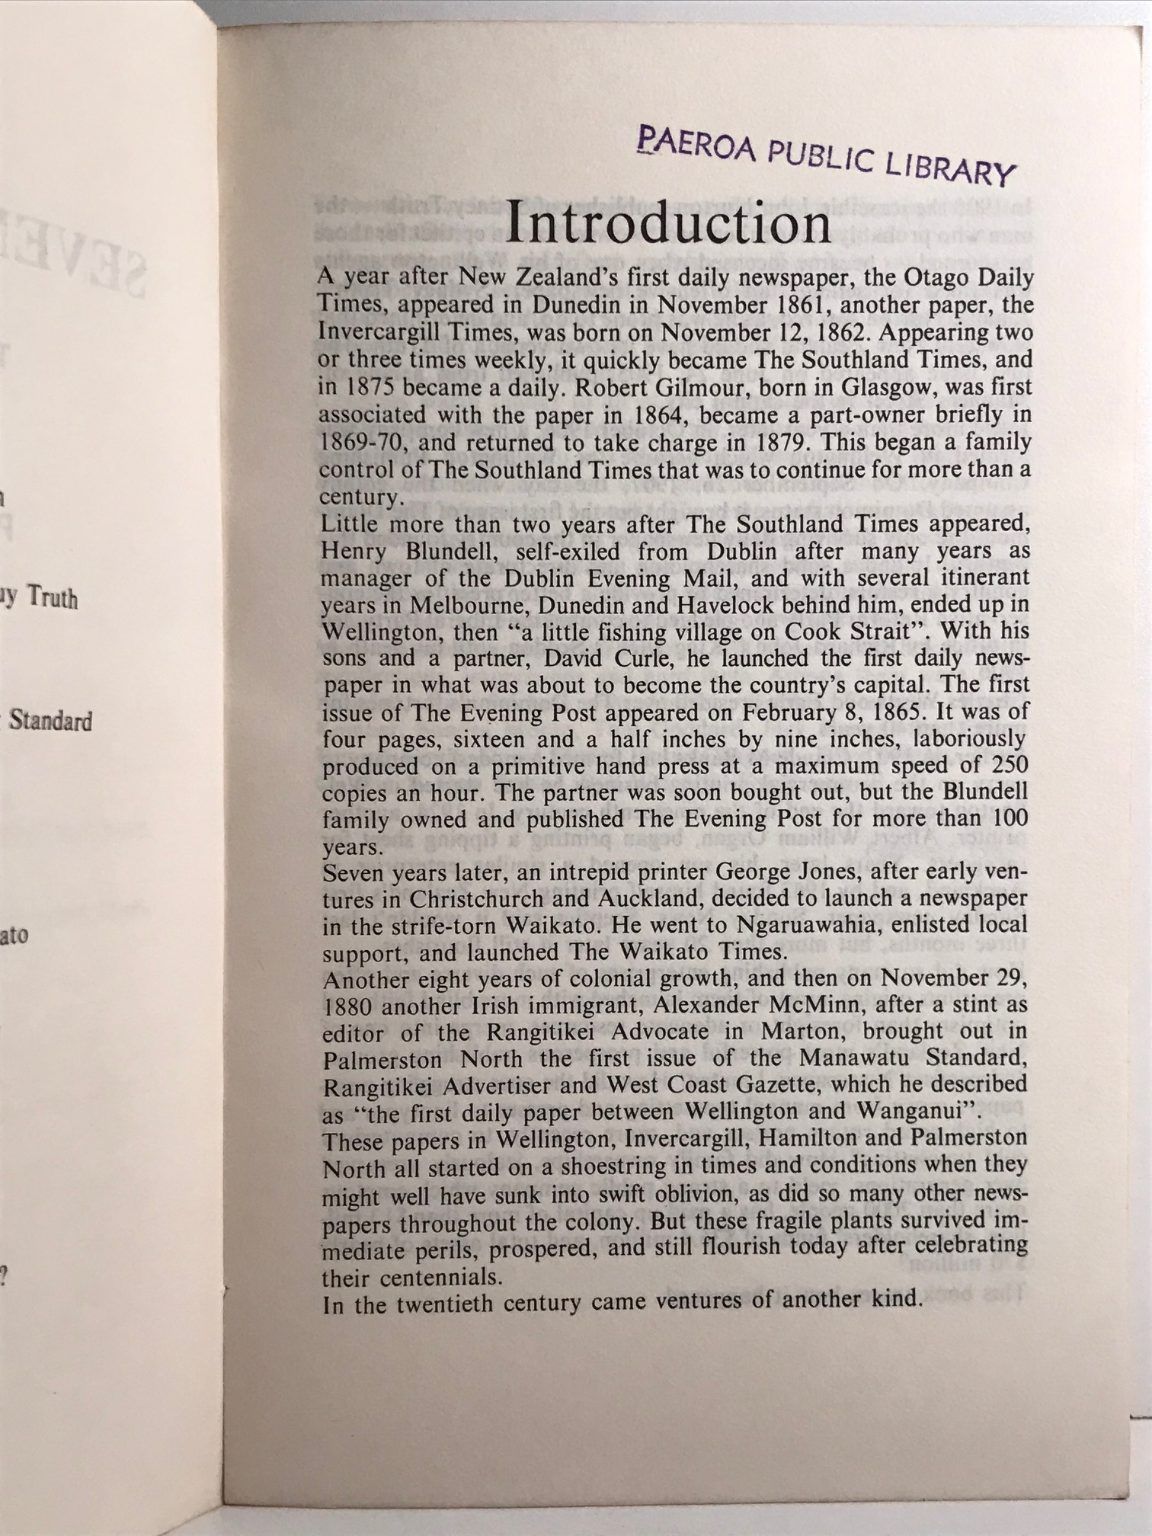 PAEROA PUBLIC LIBRARY
Introduction
A year after New Zealand's first daily newspaper, the Otago Daily
Times, appeared in Dunedin in November 1861, another paper, the
Invercargill Times, was born on November 12, 1862. Appearing two
or three times weekly, it quickly became The Southland Times, and
in 1875 became a daily. Robert Gilmour, born in Glasgow, was first
associated with the paper in 1864, became a part-owner briefly in
1869-70, and returned to take charge in 1879. This began a family
control of The Southland Times that was to continue for more than a
century.
Little more than two years after The Southland Times appeared,
Henry Blundell, self-exiled from Dublin after many years as
manager of the Dublin Evening Mail, and with several itinerant
years in Melbourne, Dunedin and Havelock behind him, ended up in
Wellington, then “a little fishing village on Cook Strait”. With his
sons and a partner, David Curle, he launched the first daily news-
paper in what was about to become the country's capital. The first
issue of The Evening Post appeared on February 8, 1865. It was of
four pages, sixteen and a half inches by nine inches, laboriously
produced on a primitive hand press at a maximum speed of 250
copies an hour. The partner was soon bought out, but the Blundell
family owned and published The Evening Post for more than 100
years.
Seven years later, an intrepid printer George Jones, after early ven-
tures in Christchurch and Auckland, decided to launch a newspaper
in the strife-torn Waikato. He went to Ngaruawahia, enlisted local
support, and launched The Waikato Times.
Another eight years of colonial growth, and then on November 29,
1880 another Irish immigrant, Alexander McMinn, after a stint as
editor of the Rangitikei Advocate in Marton, brought out in
Palmerston North the first issue of the Manawatu Standard,
Rangitikei Advertiser and West Coast Gazette, which he described
as “the first daily paper between Wellington and Wanganui”.
These papers in Wellington, Invercargill, Hamilton and Palmerston
North all started on a shoestring in times and conditions when they
might well have sunk into swift oblivion, as did so many other news-
papers throughout the colony. But these fragile plants survived im-
mediate perils, prospered, and still flourish today after celebrating
their centennials.
In the twentieth century came ventures of another kind.
Truth
Standard